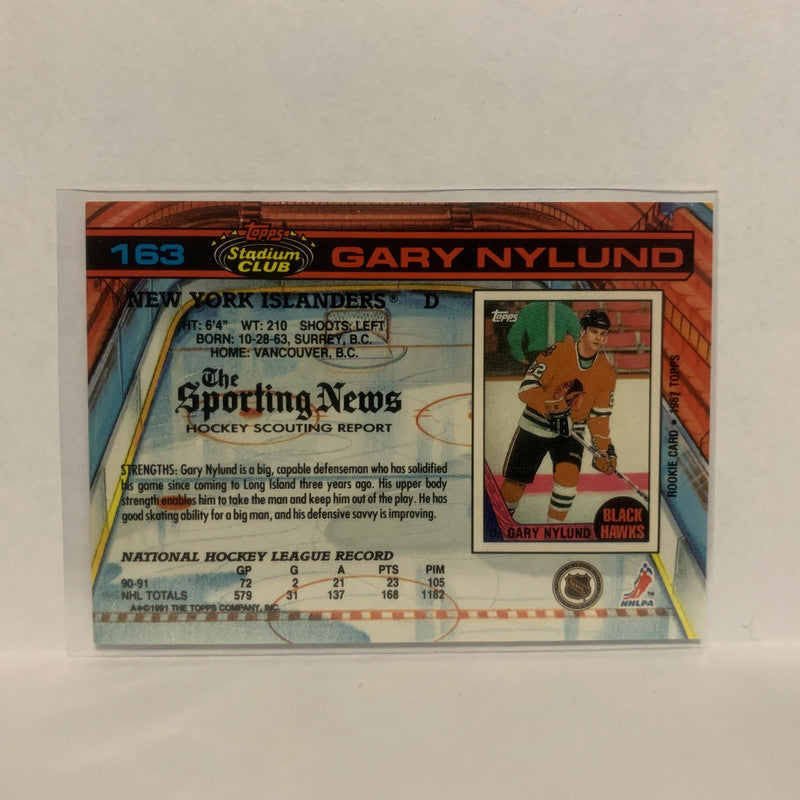 163
Topps
Stadium
CLUB
GARY NYLUND
NEW YORK ISLANDERS® D
HT: 6'4" WT: 210 SHOOTS: LEFT
BORN: 10-28-63, SURREY, B.C.
HOME: VANCOUVER, B.C.
The
Sporting News
HOCKEY SCOUTING REPORT
STRENGTHS: Gary Nylund is a big, capable defenseman who has solidified
his game since coming to Long Island three years ago. His upper body
strength enables him to take the man and keep him out of the play. He has
good skating ability for a big man, and his defensive savvy is improving.
NATIONAL HOCKEY LEAGUE RECORD
GP G A PTS PIM
90-91 72 2 21 23 105
NHL TOTALS 579 31 137 168 1182
A✻©1991 THE TOPPS COMPANY, INC.
Topps
22
D GARY NYLUND
BLACK
HAWKS
ROOKIE CARD • 1987 TOPPS
NHL
NHLPA™